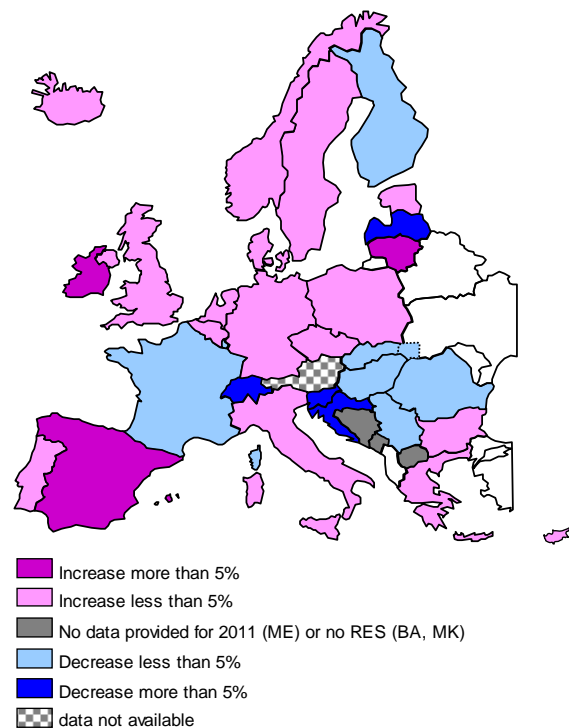 Increase more than 5%
Increase less than 5%
No data provided for 2011 (ME) or no RES (BA, MK)
Decrease less than 5%
Decrease more than 5%
data not available